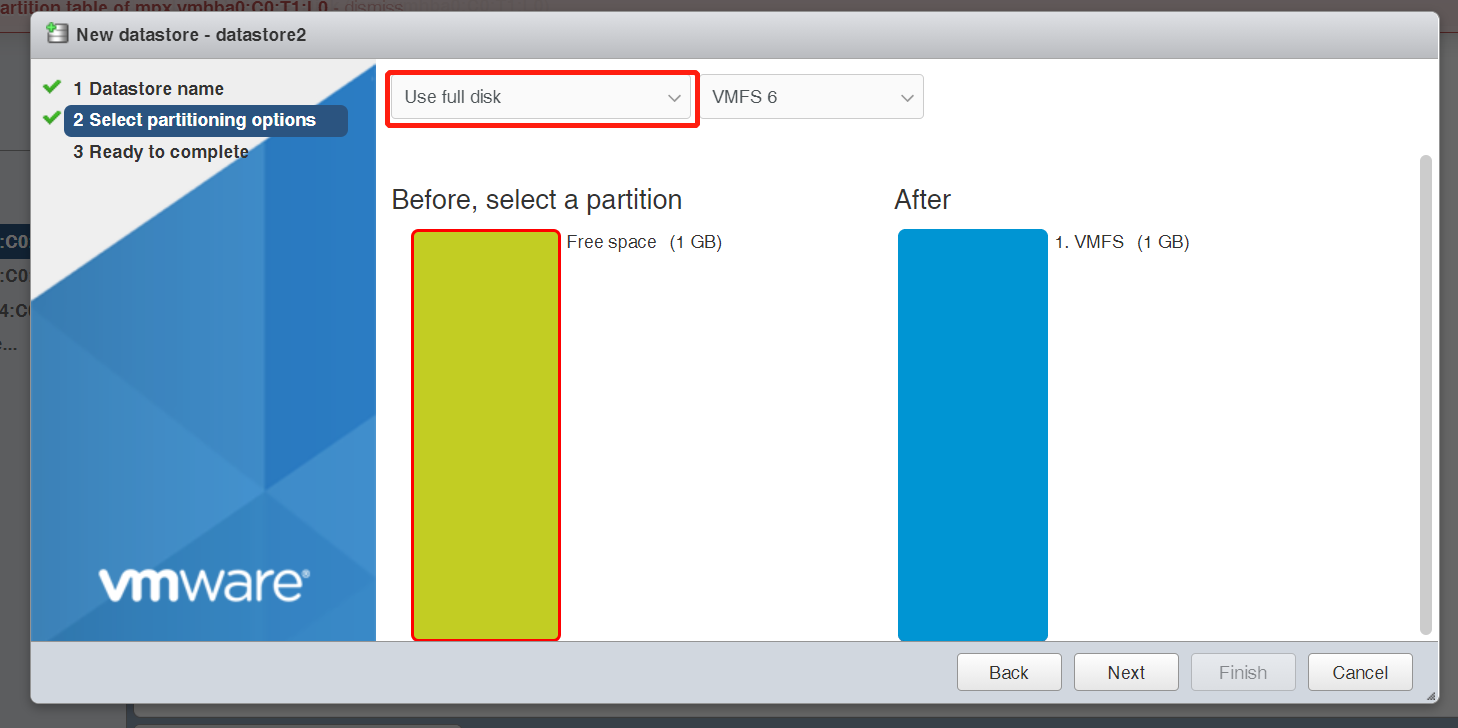 artition table of mpx.vmhba0:C0:T1:L0 - dismiss
New datastore - datastore2
1 Datastore name
2 Select partitioning options
3 Ready to complete
Use full disk
VMFS 6
Before, select a partition
After
Free space (1 GB)
1. VMFS (1 GB)
:C0:
:C0
4:C0
e...
vmware®
Back
Next
Finish
Cancel